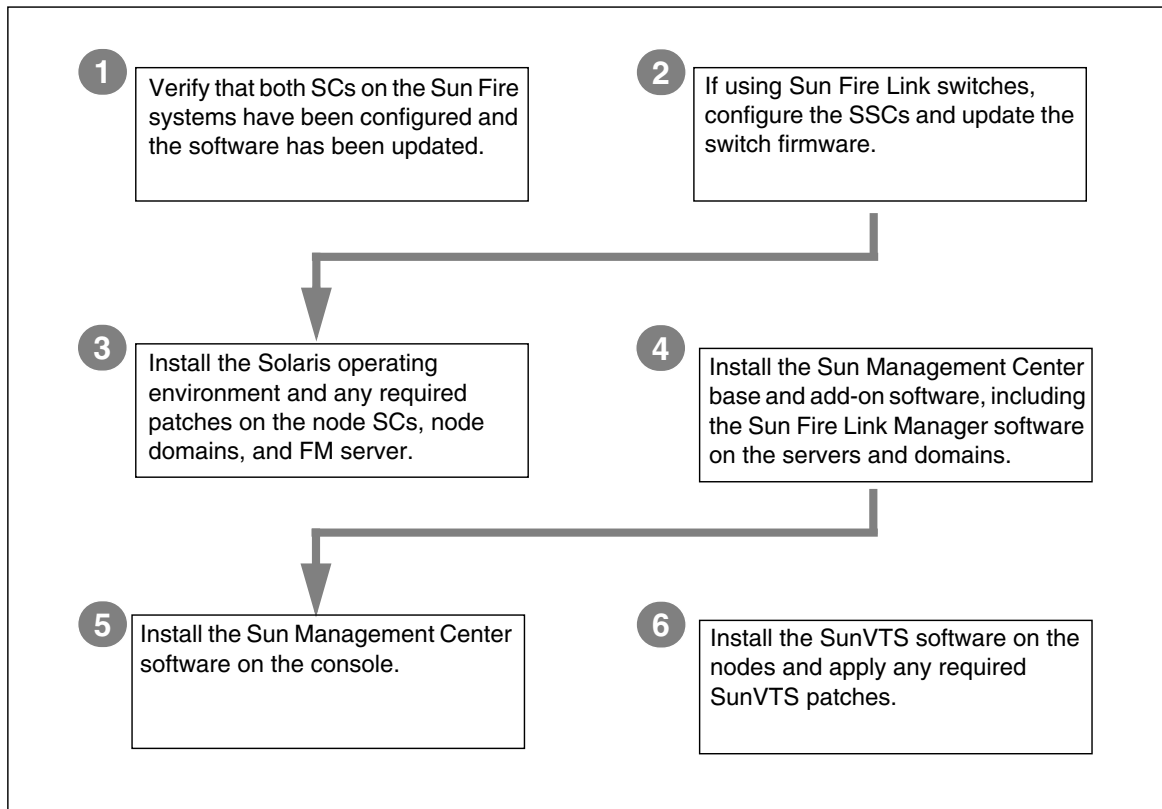 1
Verify that both SCs on the Sun Fire
systems have been configured and
the software has been updated.
2
If using Sun Fire Link switches,
configure the SSCs and update the
switch firmware.
3
Install the Solaris operating
environment and any required
patches on the node SCs, node
domains, and FM server.
4
Install the Sun Management Center
base and add-on software, including
the Sun Fire Link Manager software
on the servers and domains.
5
Install the Sun Management Center
software on the console.
6
Install the SunVTS software on the
nodes and apply any required
SunVTS patches.